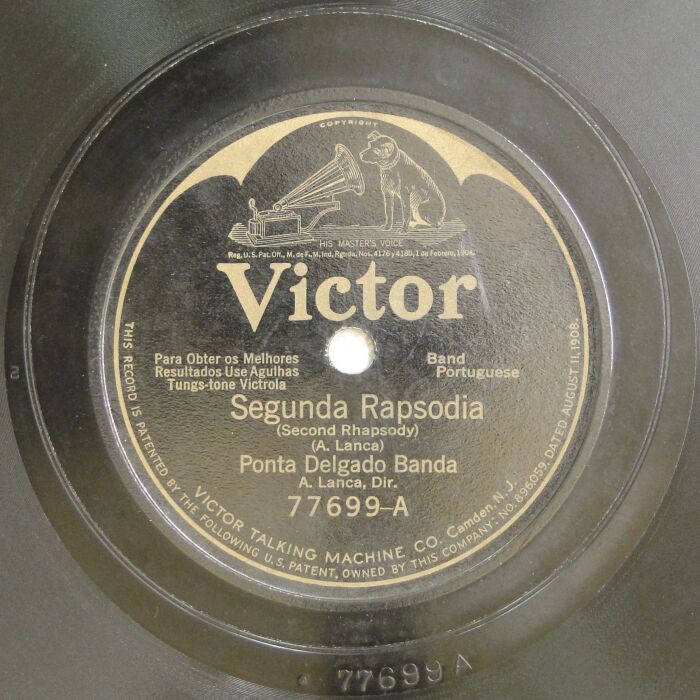 COPYRIGHT
HIS MASTER'S VOICE
Reg. U.S. Pat. Off., M. de F., M. Ind. Rgtrda. Nos. 4176 y 4180, 1 de Febrero, 1904.
Victor
Para Obter os Melhores
Resultados Use Agulhas
Tungs-tone Victrola
Band
Portuguese
Segunda Rapsodia
(Second Rhapsody)
(A. Lanca)
Ponta Delgado Banda
A. Lanca, Dir.
77699-A
VICTOR TALKING MACHINE CO. Camden, N.J.
THIS RECORD IS PATENTED BY THE FOLLOWING U.S. PATENT, OWNED BY THIS COMPANY: NO. 896059, DATED AUGUST 11, 1908.
77699 A
2